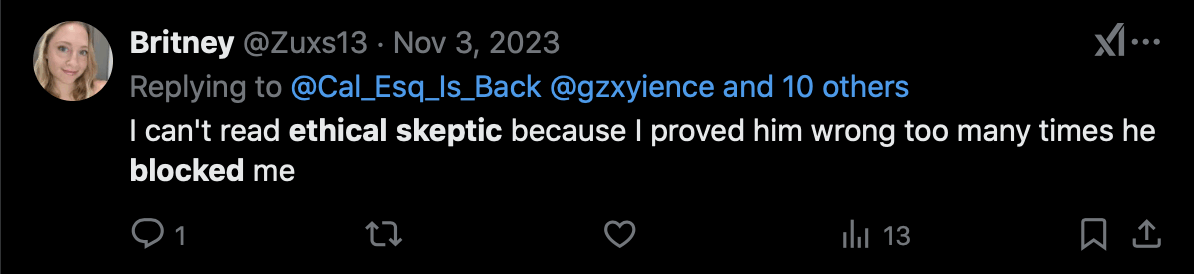 Britney @Zuxs13 · Nov 3, 2023
Replying to @Cal_Esq_Is_Back @gzxyience and 10 others
I can't read ethical skeptic because I proved him wrong too many times he
blocked me
1 13